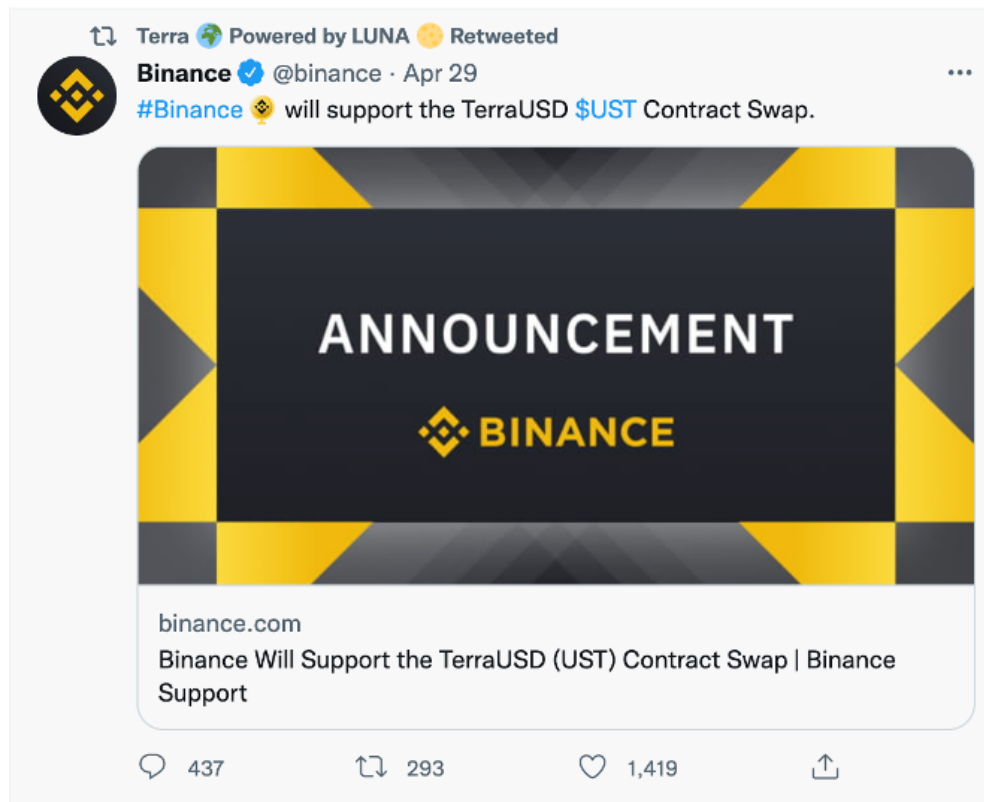 Terra 🌍 Powered by LUNA 🌕 Retweeted
Binance @binance · Apr 29
#Binance will support the TerraUSD $UST Contract Swap.
ANNOUNCEMENT
BINANCE
binance.com
Binance Will Support the TerraUSD (UST) Contract Swap | Binance
Support
437 293 1,419